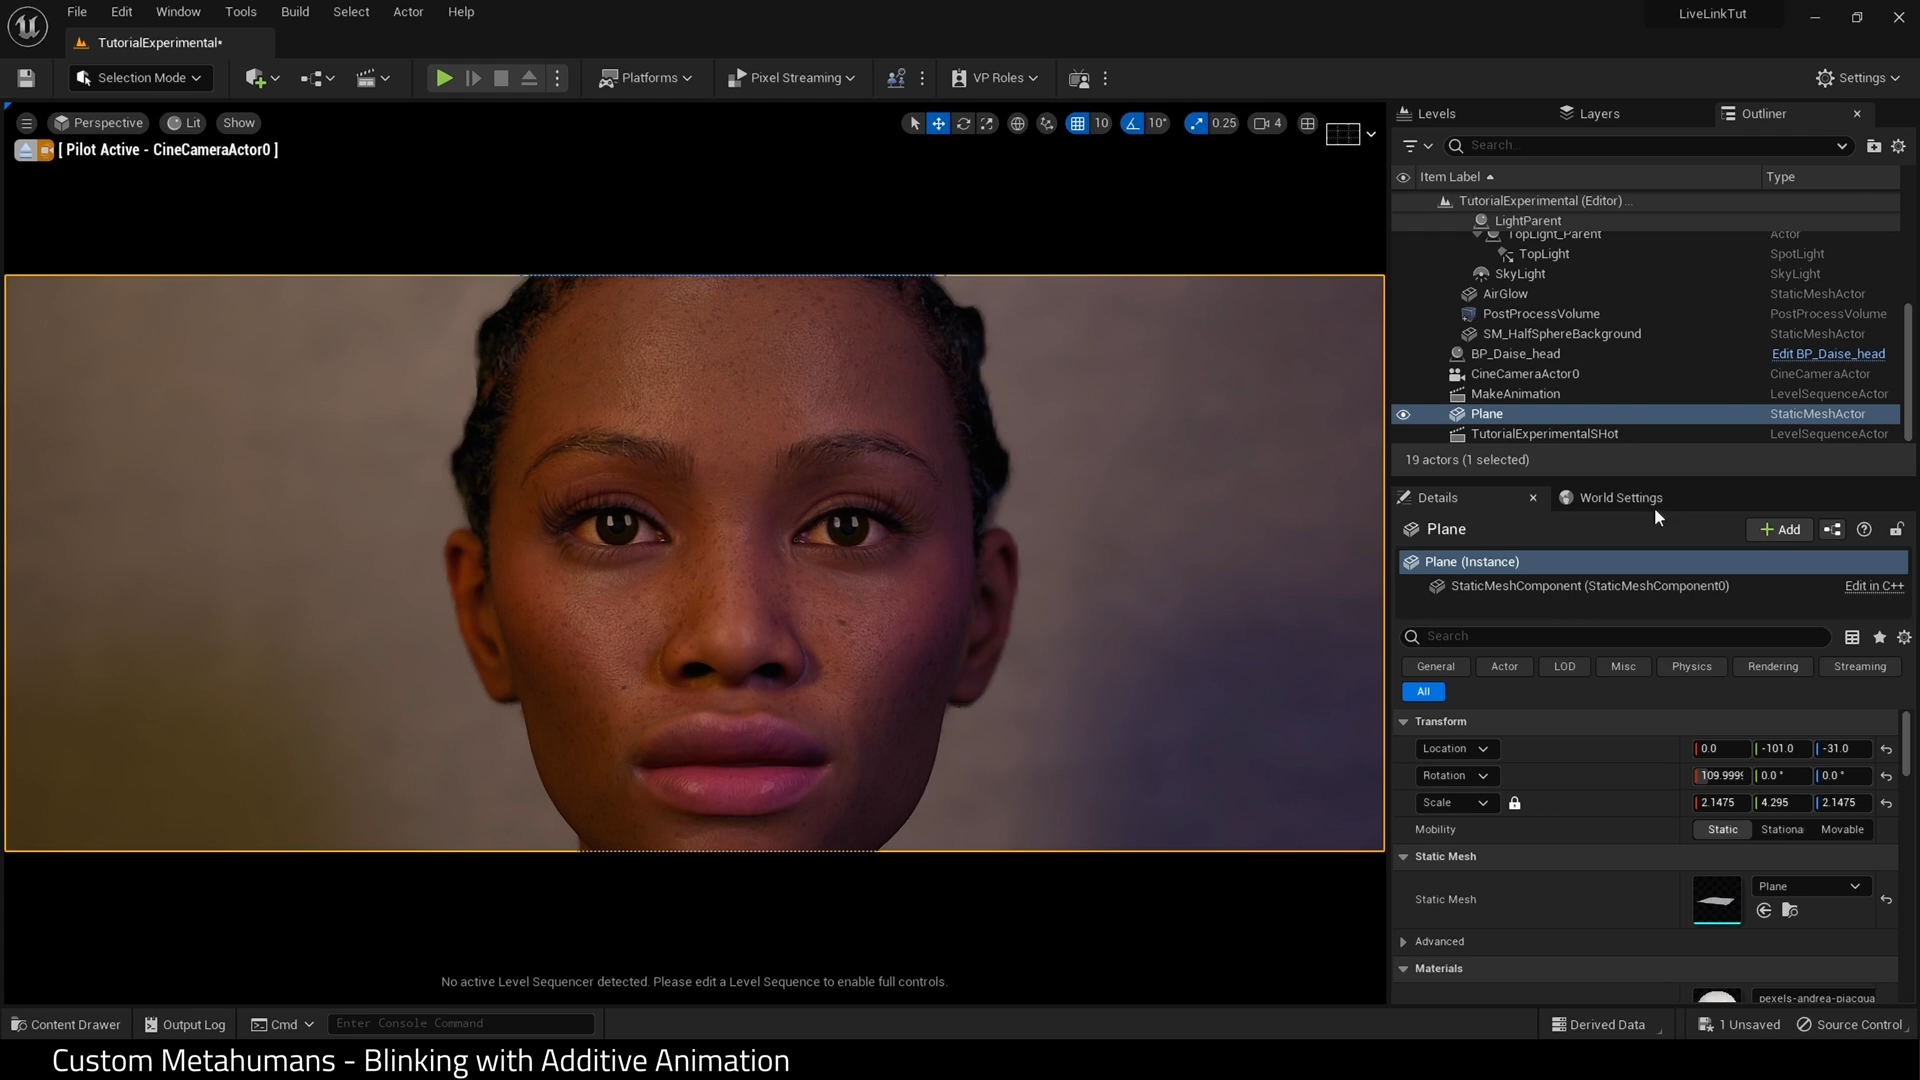 File Edit Window Tools Build Select Actor Help
LiveLinkTut
TutorialExperimental*
Selection Mode
Platforms
Pixel Streaming
VP Roles
Settings
Perspective Lit Show
10 10° 0.25 4
[ Pilot Active - CineCameraActor0 ]
Levels Layers Outliner
Search...
Item Label Type
TutorialExperimental (Editor)...
LightParent
TopLight_Parent Actor
TopLight SpotLight
SkyLight SkyLight
AirGlow StaticMeshActor
PostProcessVolume PostProcessVolume
SM_HalfSphereBackground StaticMeshActor
BP_Daise_head Edit BP_Daise_head
CineCameraActor0 CineCameraActor
MakeAnimation LevelSequenceActor
Plane StaticMeshActor
TutorialExperimentalSHot LevelSequenceActor
19 actors (1 selected)
Details World Settings
Plane Add
Plane (Instance)
StaticMeshComponent (StaticMeshComponent0) Edit in C++
Search
General Actor LOD Misc Physics Rendering Streaming
All
Transform
Location 0.0 -101.0 -31.0
Rotation 109.9999 0.0 ° 0.0 °
Scale 2.1475 4.295 2.1475
Mobility Static Stationa Movable
Static Mesh
Static Mesh Plane
Advanced
Materials
pexels-andrea-piacqua
No active Level Sequencer detected. Please edit a Level Sequence to enable full controls.
Content Drawer Output Log Cmd Enter Console Command Derived Data 1 Unsaved Source Control
Custom Metahumans - Blinking with Additive Animation